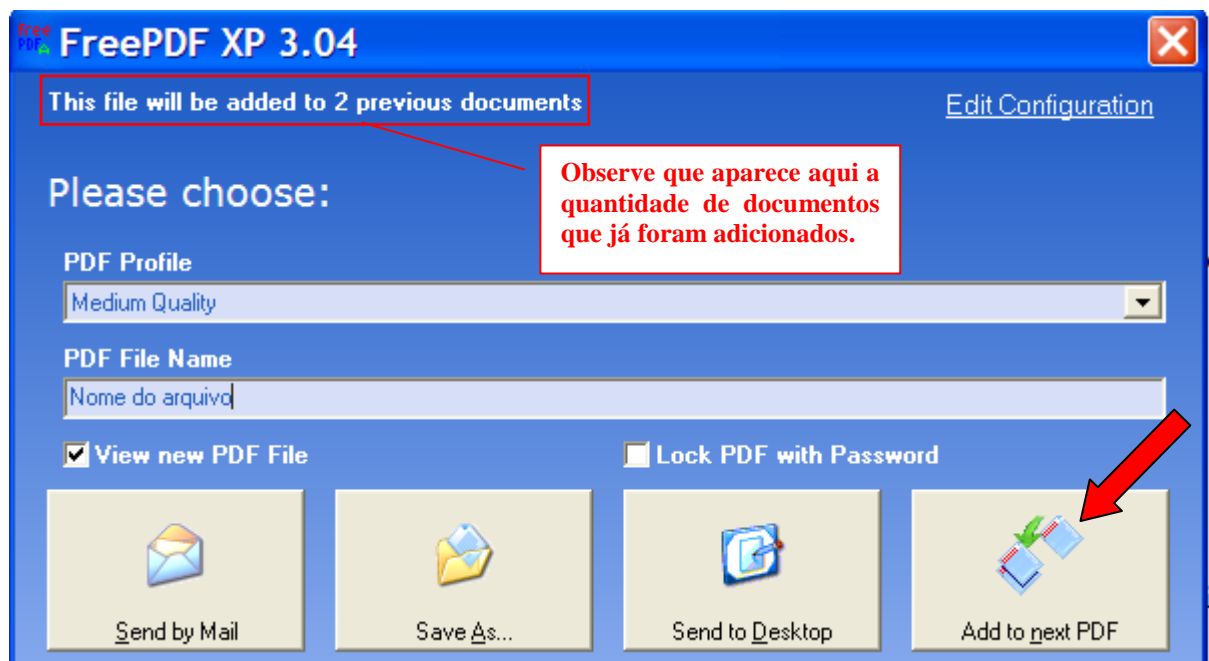 Free PDF FreePDF XP 3.04
This file will be added to 2 previous documents
Edit Configuration
Observe que aparece aqui a
quantidade de documentos
que já foram adicionados.
Please choose:
PDF Profile
Medium Quality
PDF File Name
Nome do arquivo
View new PDF File
Lock PDF with Password
Send by Mail
Save As...
Send to Desktop
Add to next PDF